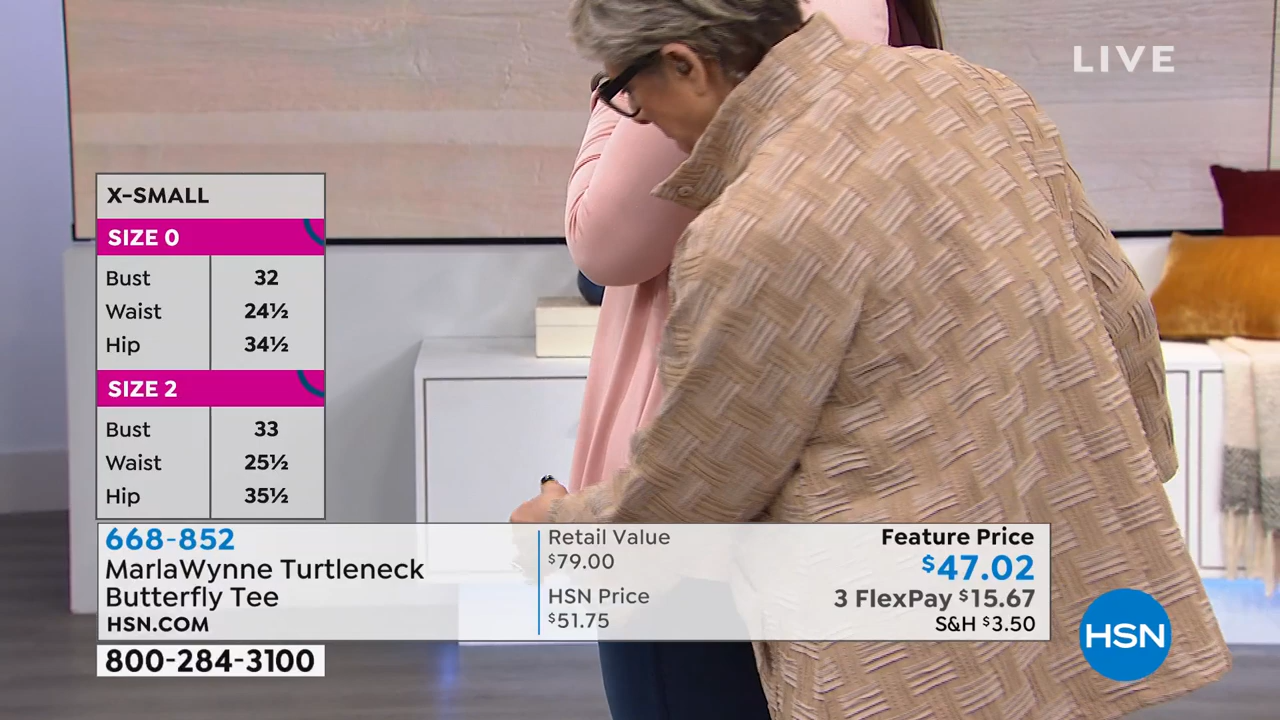 LIVE
X-SMALL
SIZE 0
Bust 32
Waist 24½
Hip 34½
SIZE 2
Bust 33
Waist 25½
Hip 35½
668-852
MarlaWynne Turtleneck
Butterfly Tee
HSN.COM
Retail Value
$79.00
HSN Price
$51.75
Feature Price
$47.02
3 FlexPay $15.67
S&H $3.50
HSN
800-284-3100